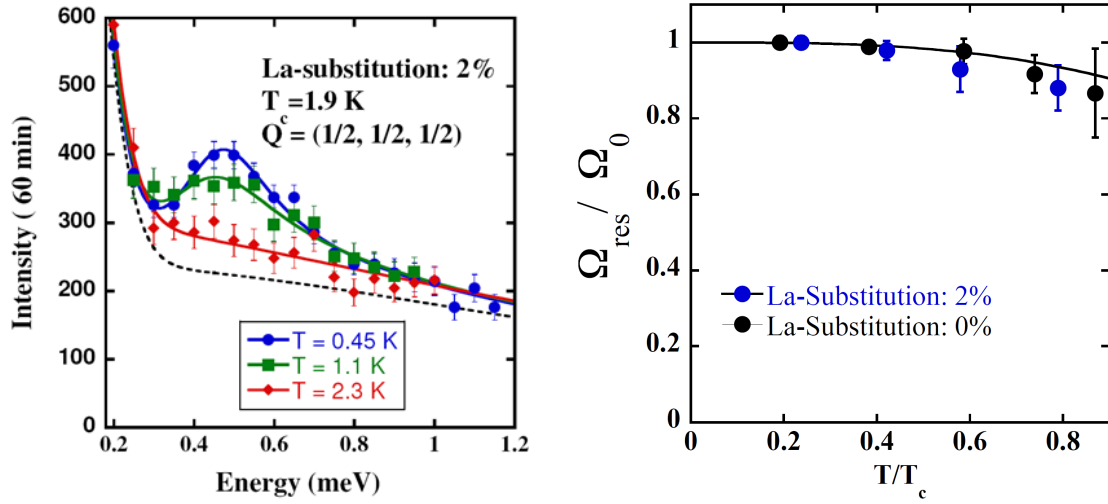 600
500
400
300
200
100
0
0.2
0.4
0.6
0.8
1
1.2
Intensity ( 60 min)
Energy (meV)
La-substitution: 2%
T =1.9 K
c
Q = (1/2, 1/2, 1/2)
T = 0.45 K
T = 1.1 K
T = 2.3 K
1
0.8
0.6
0.4
0.2
0
0
0.2
0.4
0.6
0.8
Ωres/ Ω0
T/Tc
La-Substitution: 2%
La-Substitution: 0%